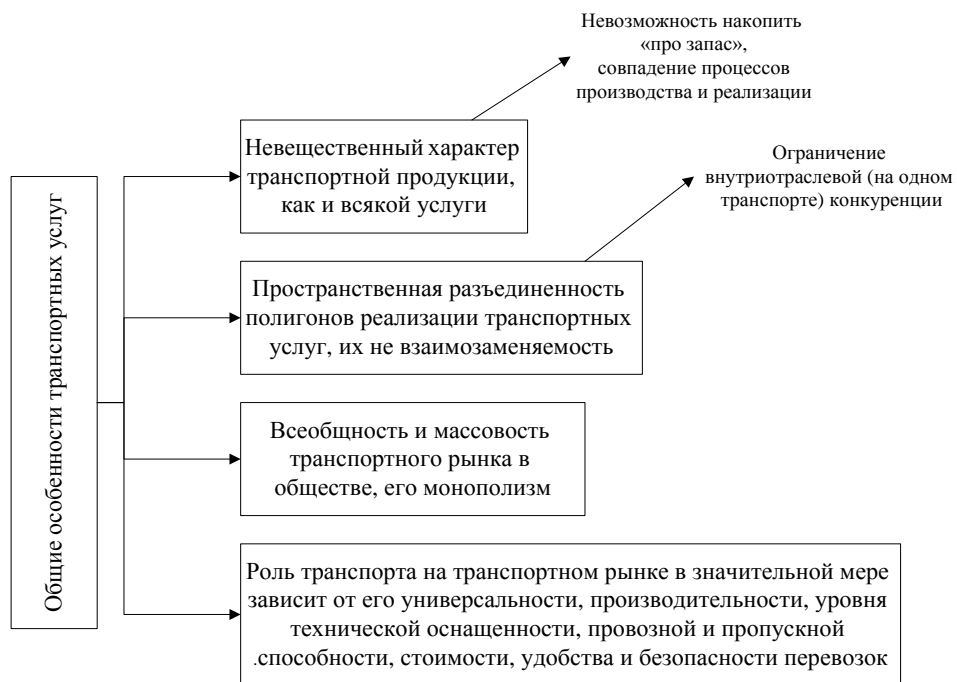 Невозможность накопить
«про запас»,
совпадение процессов
производства и реализации
Невещественный характер
транспортной продукции,
как и всякой услуги
Ограничение
внутриотраслевой (на одном
транспорте) конкуренции
Общие особенности транспортных услуг
Пространственная разъединенность
полигонов реализации транспортных
услуг, их не взаимозаменяемость
Всеобщность и массовость
транспортного рынка в
обществе, его монополизм
Роль транспорта на транспортном рынке в значительной мере
зависит от его универсальности, производительности, уровня
технической оснащенности, провозной и пропускной
.способности, стоимости, удобства и безопасности перевозок